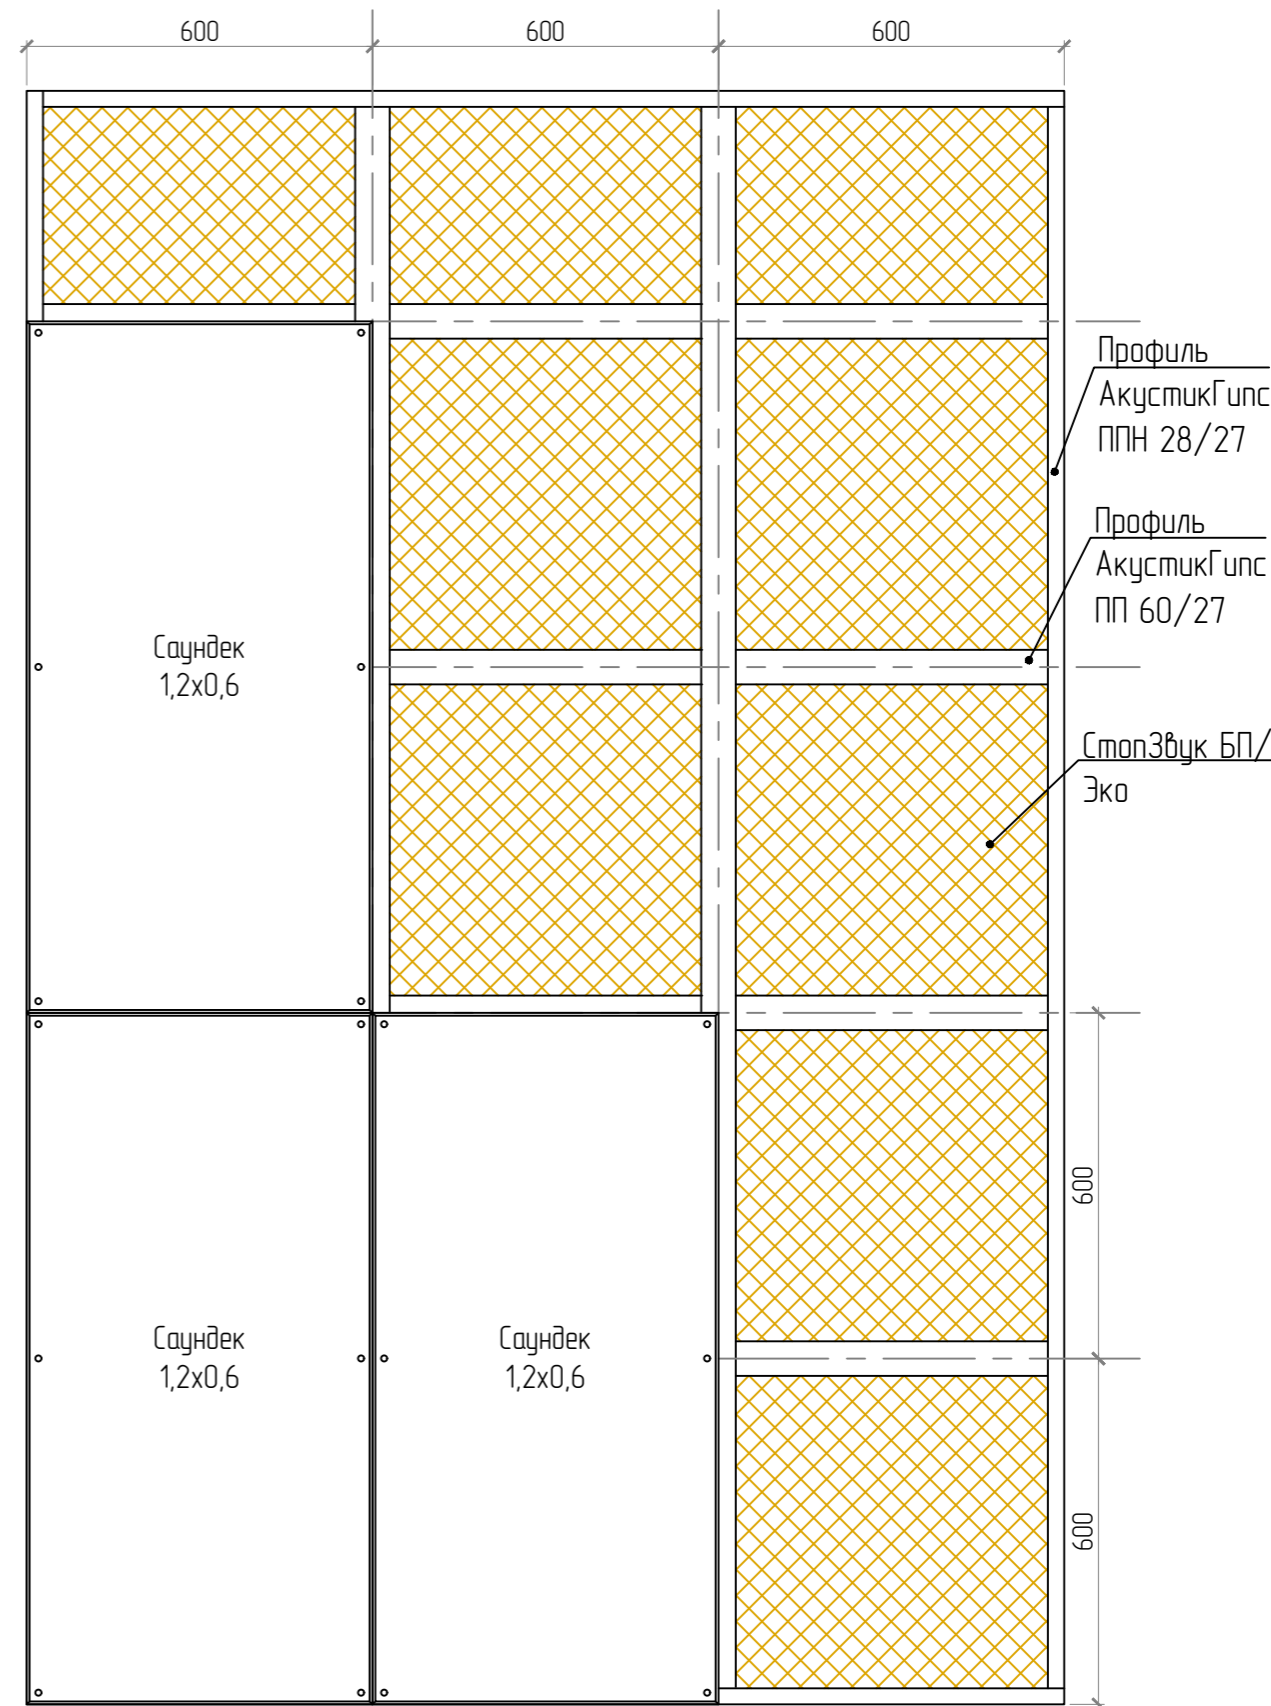 600 600 600
Профиль
АкустикГипс
ППН 28/27
Профиль
АкустикГипс
ПП 60/27
Саундек
1,2х0,6
СтопЗвук БП/
Эко
600
Саундек
1,2х0,6
Саундек
1,2х0,6
600